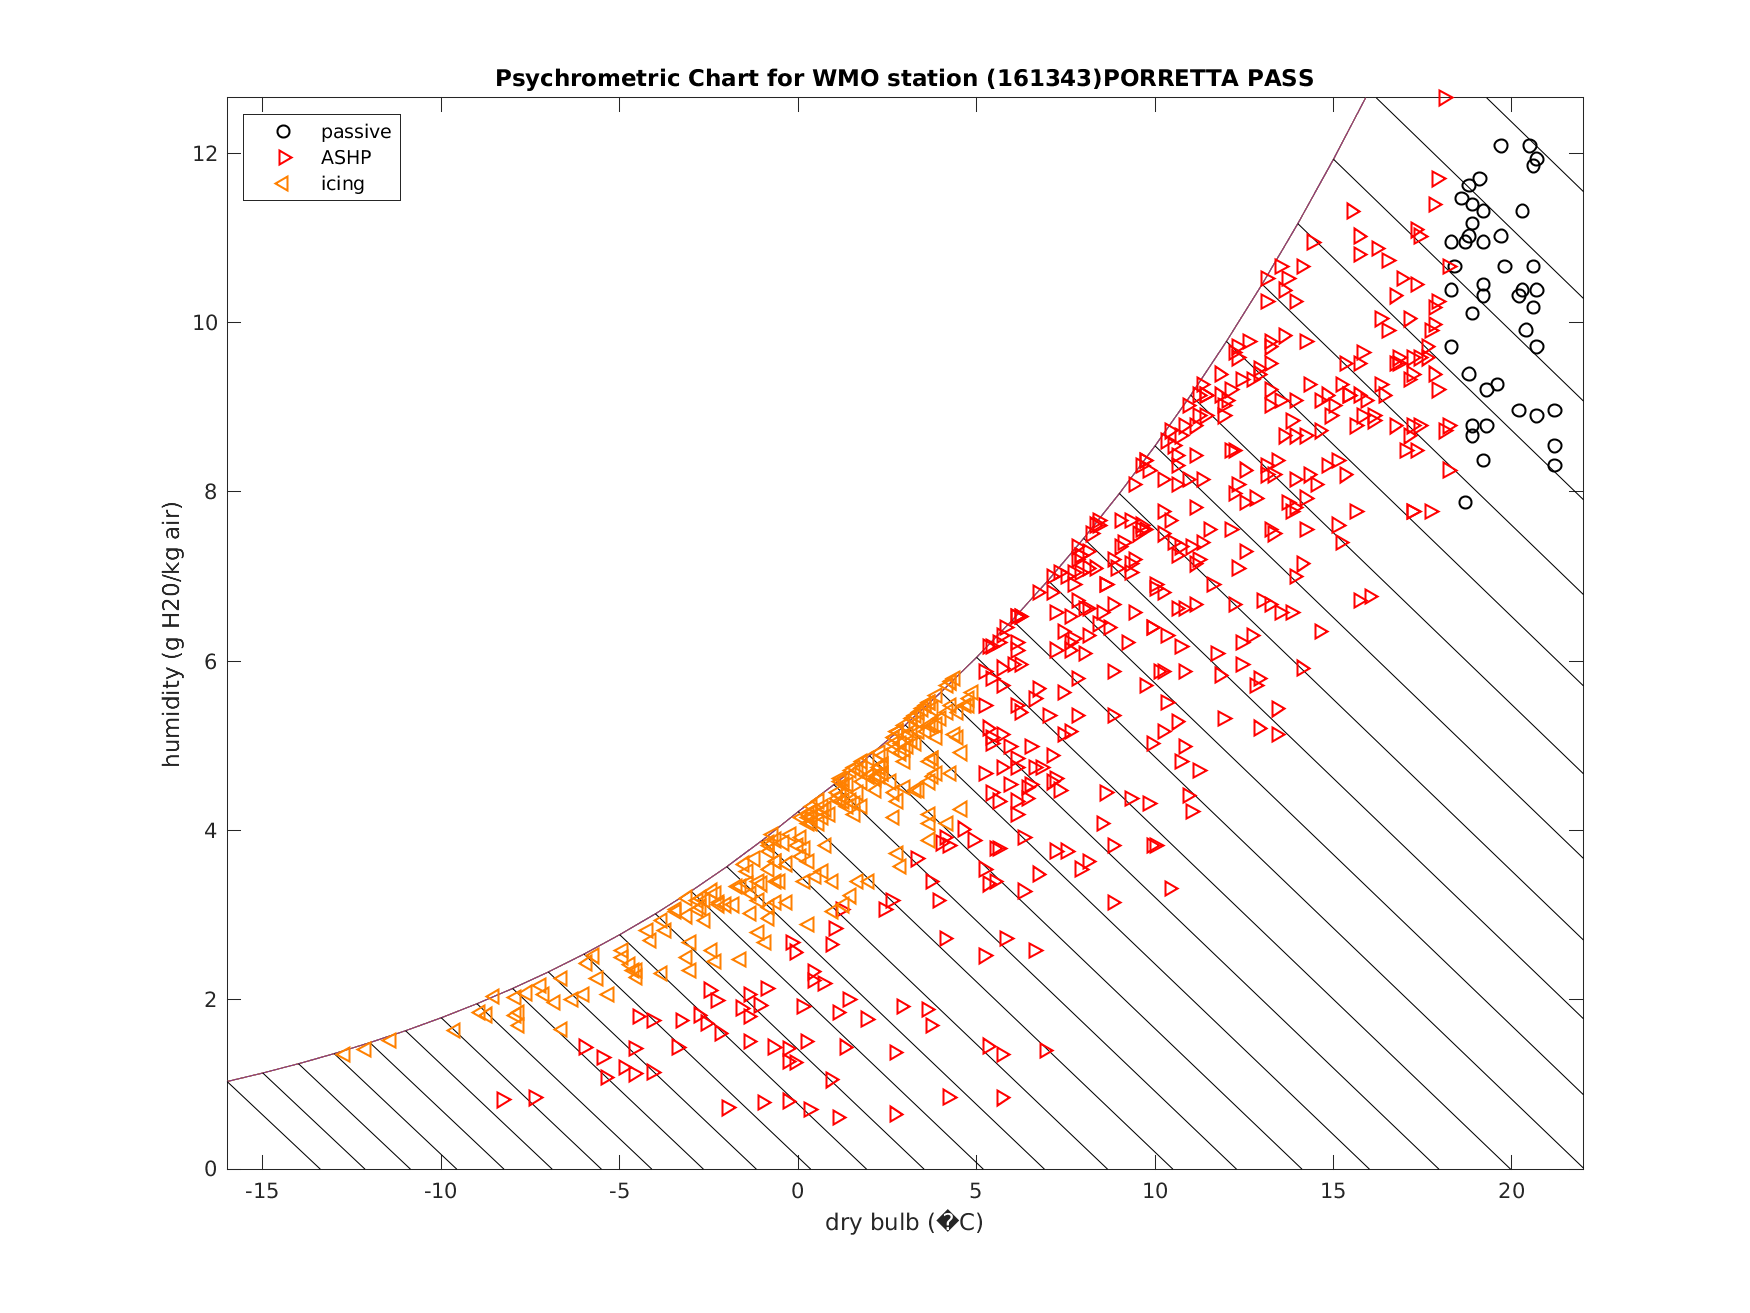 Psychrometric Chart for WMO station (161343)PORRETTA PASS
passive
ASHP
icing
12
10
8
6
4
2
0
humidity (g H20/kg air)
-15 -10 -5 0 5 10 15 20
dry bulb (�C)